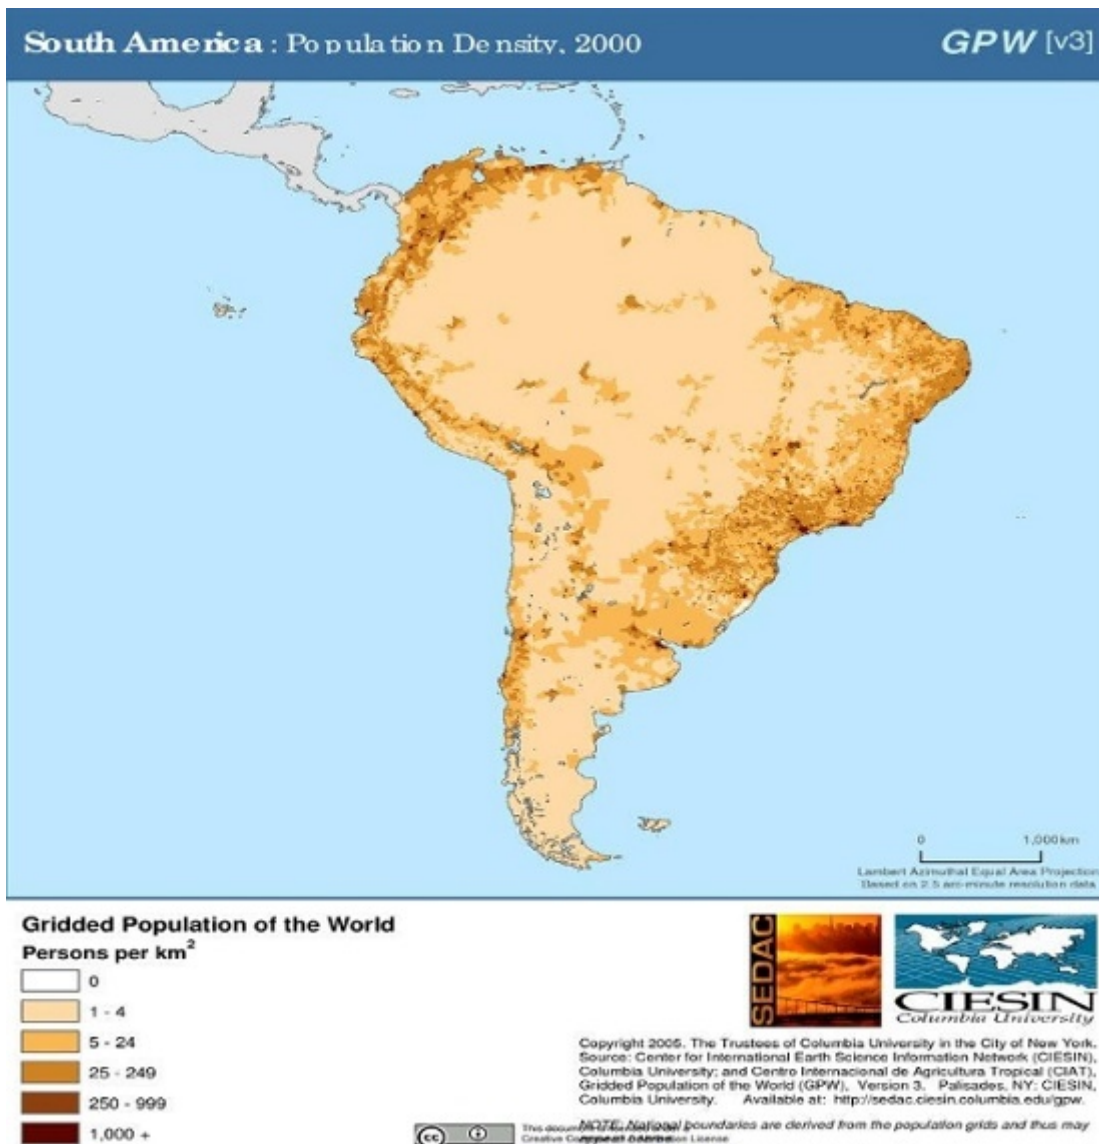 South America : Population Density, 2000
GPW [v3]
0 1,000 km
Lambert Azimuthal Equal Area Projection
Based on 2.5 arc-minute resolution data
Gridded Population of the World
Persons per km2
0
1 - 4
5 - 24
25 - 249
250 - 999
1,000 +
SEDAC
CIESIN
Columbia University
Copyright 2005. The Trustees of Columbia University in the City of New York.
Source: Center for International Earth Science Information Network (CIESIN),
Columbia University; and Centro Internacional de Agricultura Tropical (CIAT),
Gridded Population of the World (GPW), Version 3. Palisades, NY: CIESIN,
Columbia University. Available at: http://sedac.ciesin.columbia.edu/gpw.
NOTE: National boundaries are derived from the population grids and thus may
cc
This
Creative License